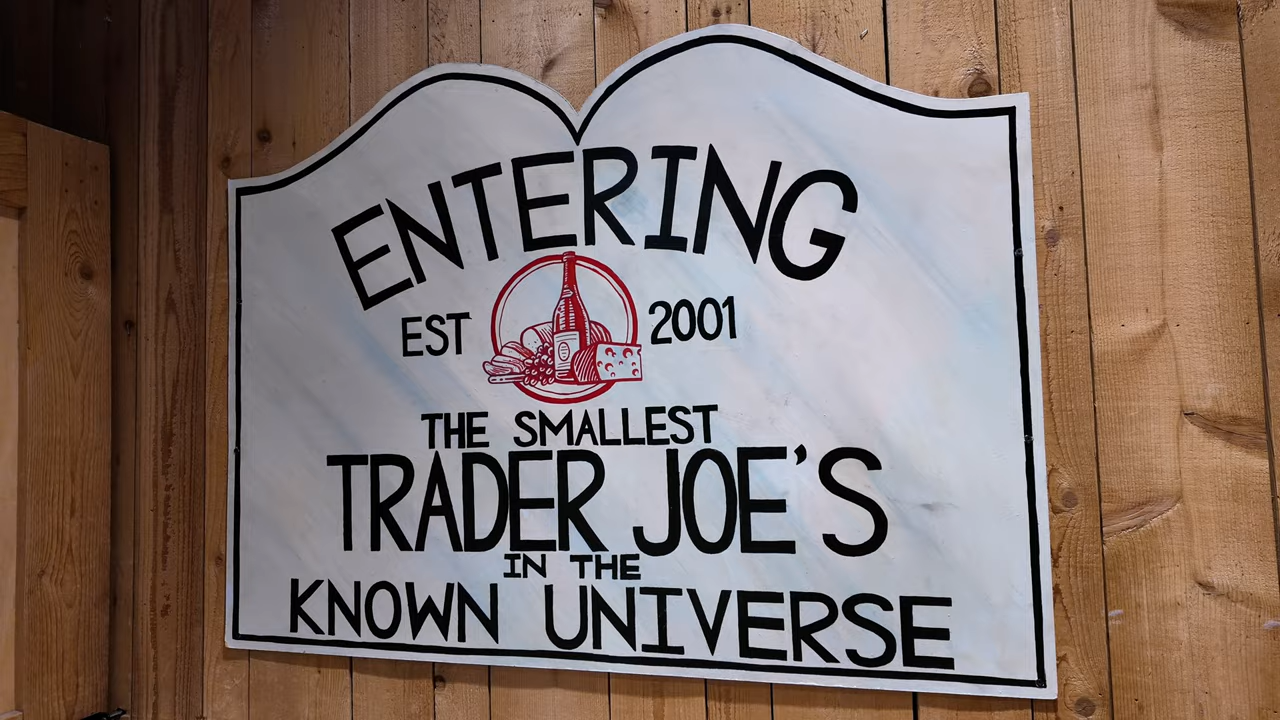 ENTERING
EST 2001
THE SMALLEST
TRADER JOE'S
IN THE
KNOWN UNIVERSE